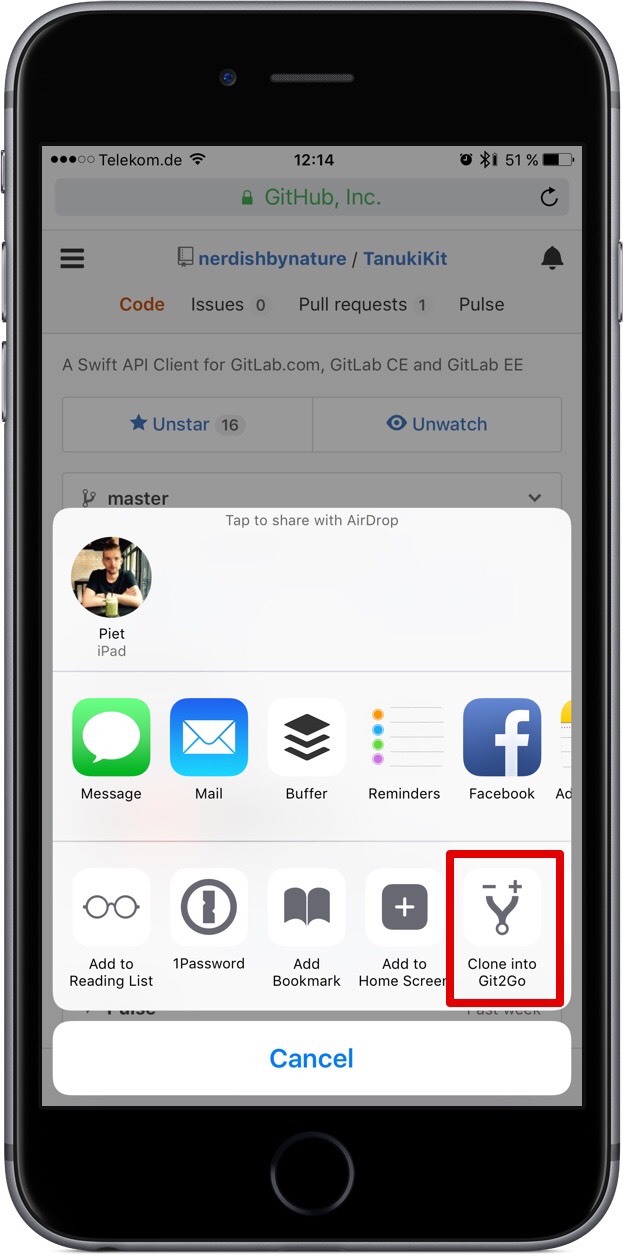 Telekom.de 12:14 51 %
GitHub, Inc.
nerdishbynature / TanukiKit
Code Issues 0 Pull requests 1 Pulse
A Swift API Client for GitLab.com, GitLab CE and GitLab EE
Unstar 16 Unwatch
master
Tap to share with AirDrop
Piet
iPad
Message Mail Buffer Reminders Facebook Ad
Add to
Reading List
1Password
Add
Bookmark
Add to
Home Screen
Clone into
Git2Go
Pulse Past week
Cancel